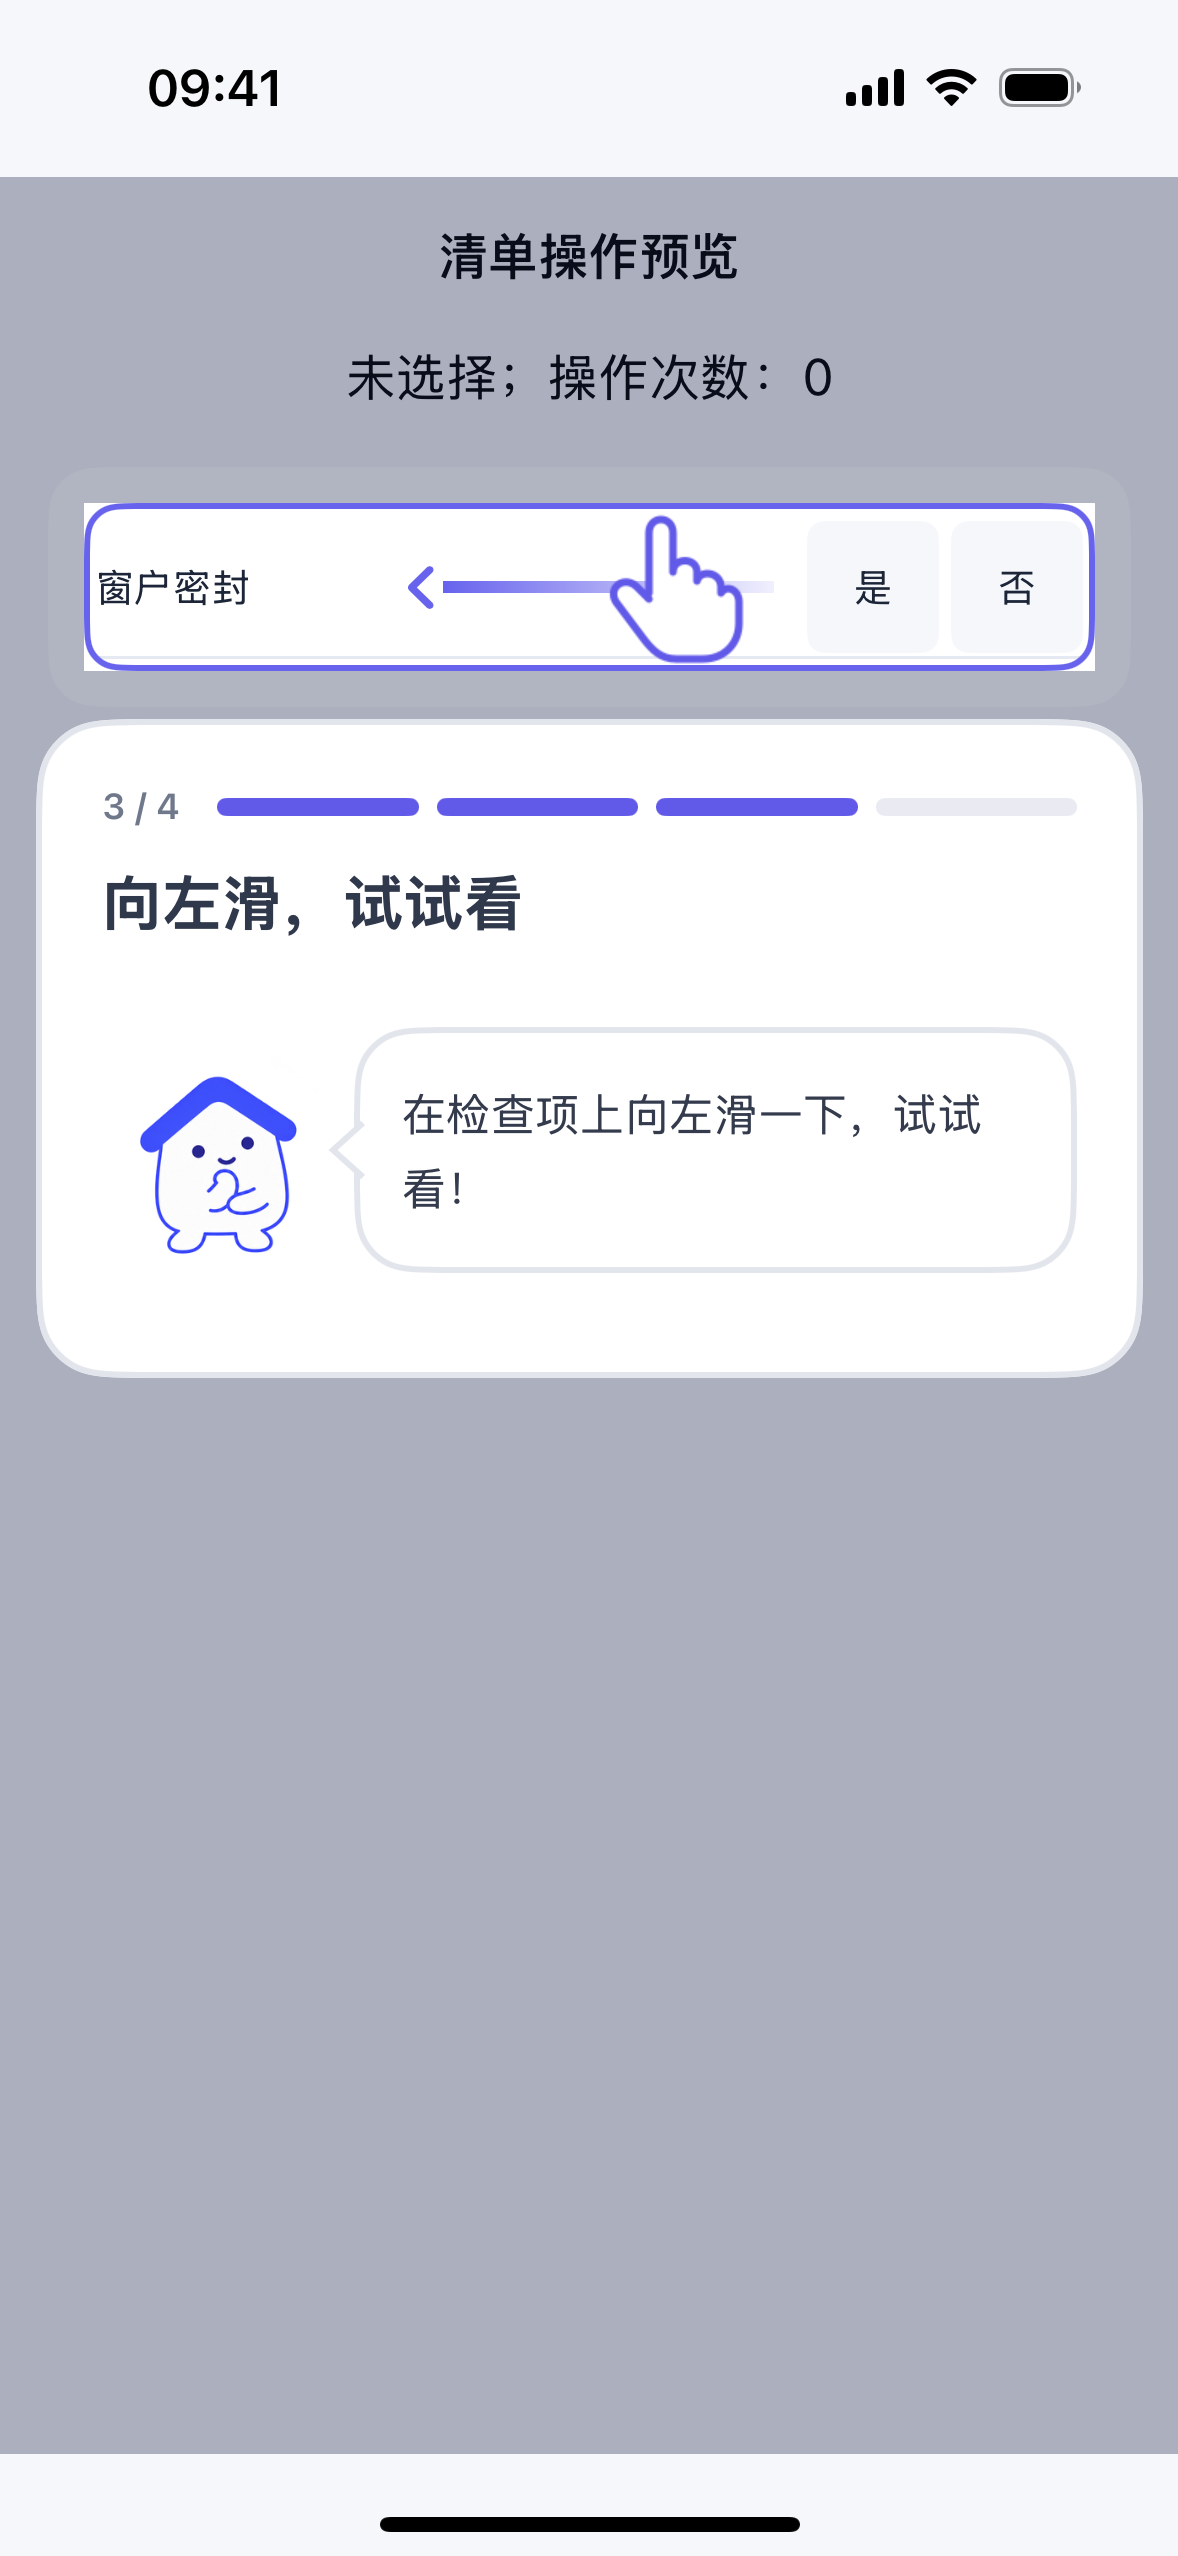 09:41
清单操作预览
未选择；操作次数：0
窗户密封
是
否
3 / 4
向左滑，试试看
在检查项上向左滑一下，试试
看！